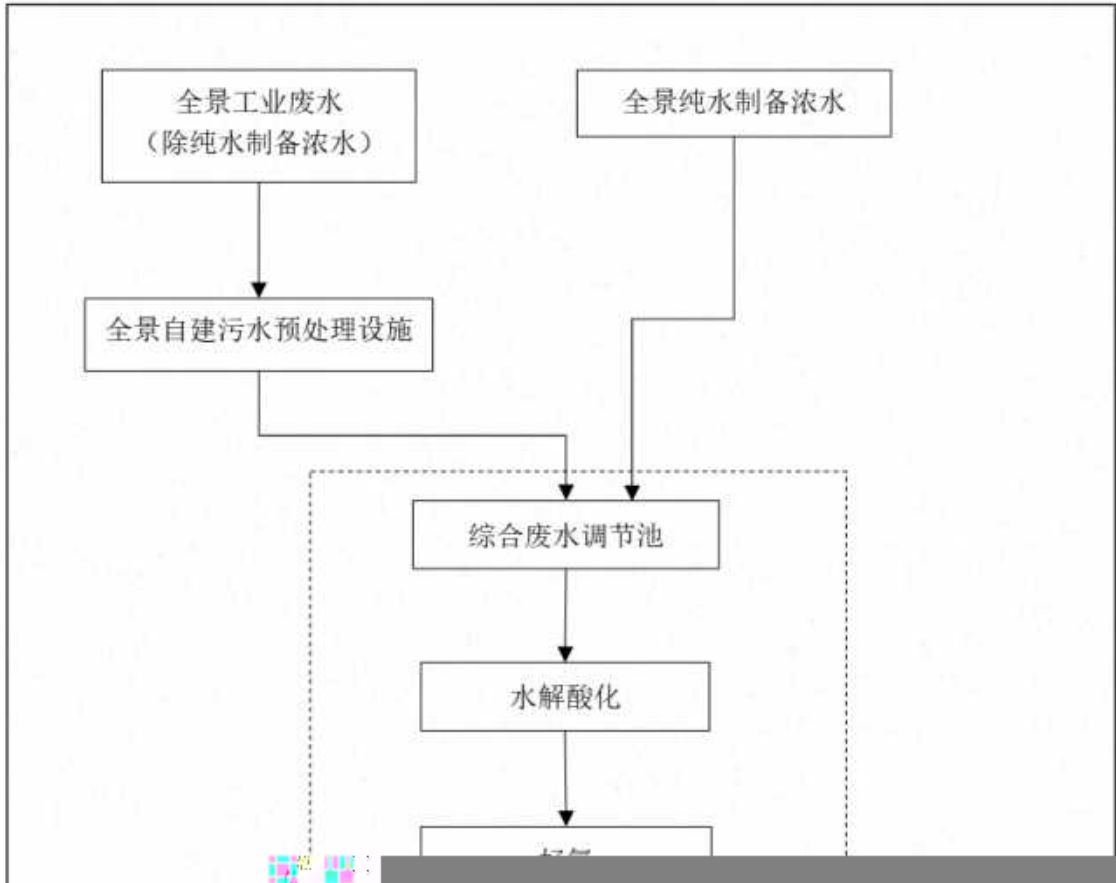 全景工业废水
（除纯水制备浓水）
全景纯水制备浓水
全景自建污水预处理设施
综合废水调节池
水解酸化